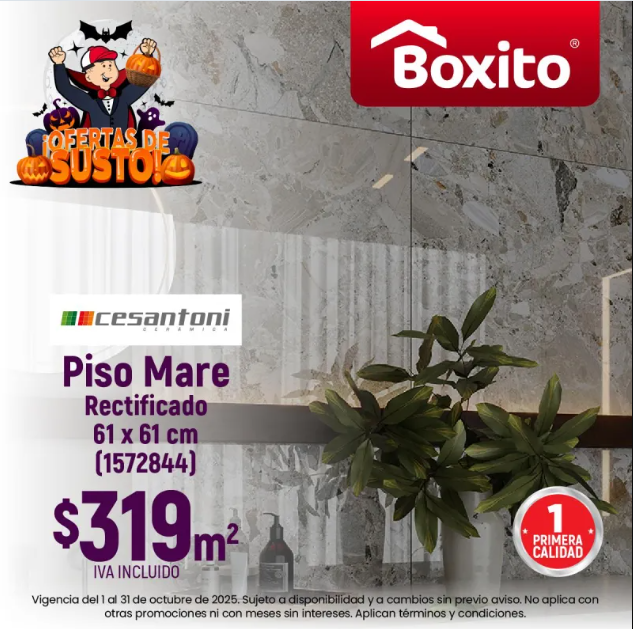 Boxito®
¡OFERTAS DE
SUSTO!
cesantoni
CERÁMICA
Piso Mare
Rectificado
61 x 61 cm
(1572844)
$319 m²
IVA INCLUIDO
1
PRIMERA
CALIDAD
Vigencia del 1 al 31 de octubre de 2025. Sujeto a disponibilidad y a cambios sin previo aviso. No aplica con
otras promociones ni con meses sin intereses. Aplican términos y condiciones.